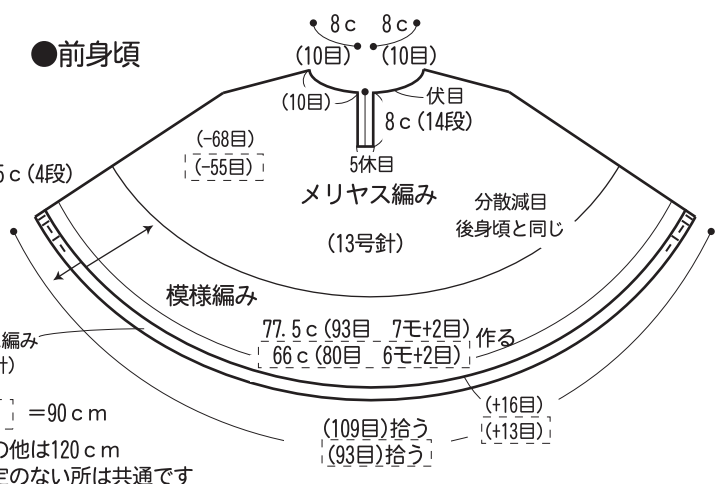 ●前身頃
8c 8c
(10目) (10目)
(10目)
伏目
8c(14段)
(-68目)
(-55目)
5休目
5c(4段)
メリヤス編み
分散減目
後身頃と同じ
(13号針)
模様編み
77.5c(93目 7モ+2目)
66c(80目 6モ+2目)
作る
編み
針)
(+16目)
(+13目)
=90cm
(109目)拾う
(93目)拾う
の他は120cm
定のない所は共通です